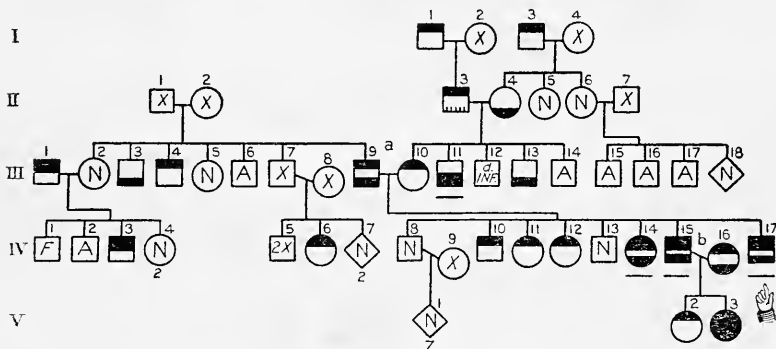 1 2 3 4
I X X
1 2 3 4 5 6 7
II X X N N X
1 2 3 4 5 6 7 8 9 a 10 11 12 13 14 15 16 17 18
III N N A X X d. INF. A A A A N
1 2 3 4 5 6 7 8 9 10 11 12 13 14 15 b 16 17
IV F A N 2X N N X N
2 2
1 2 3
V N
7